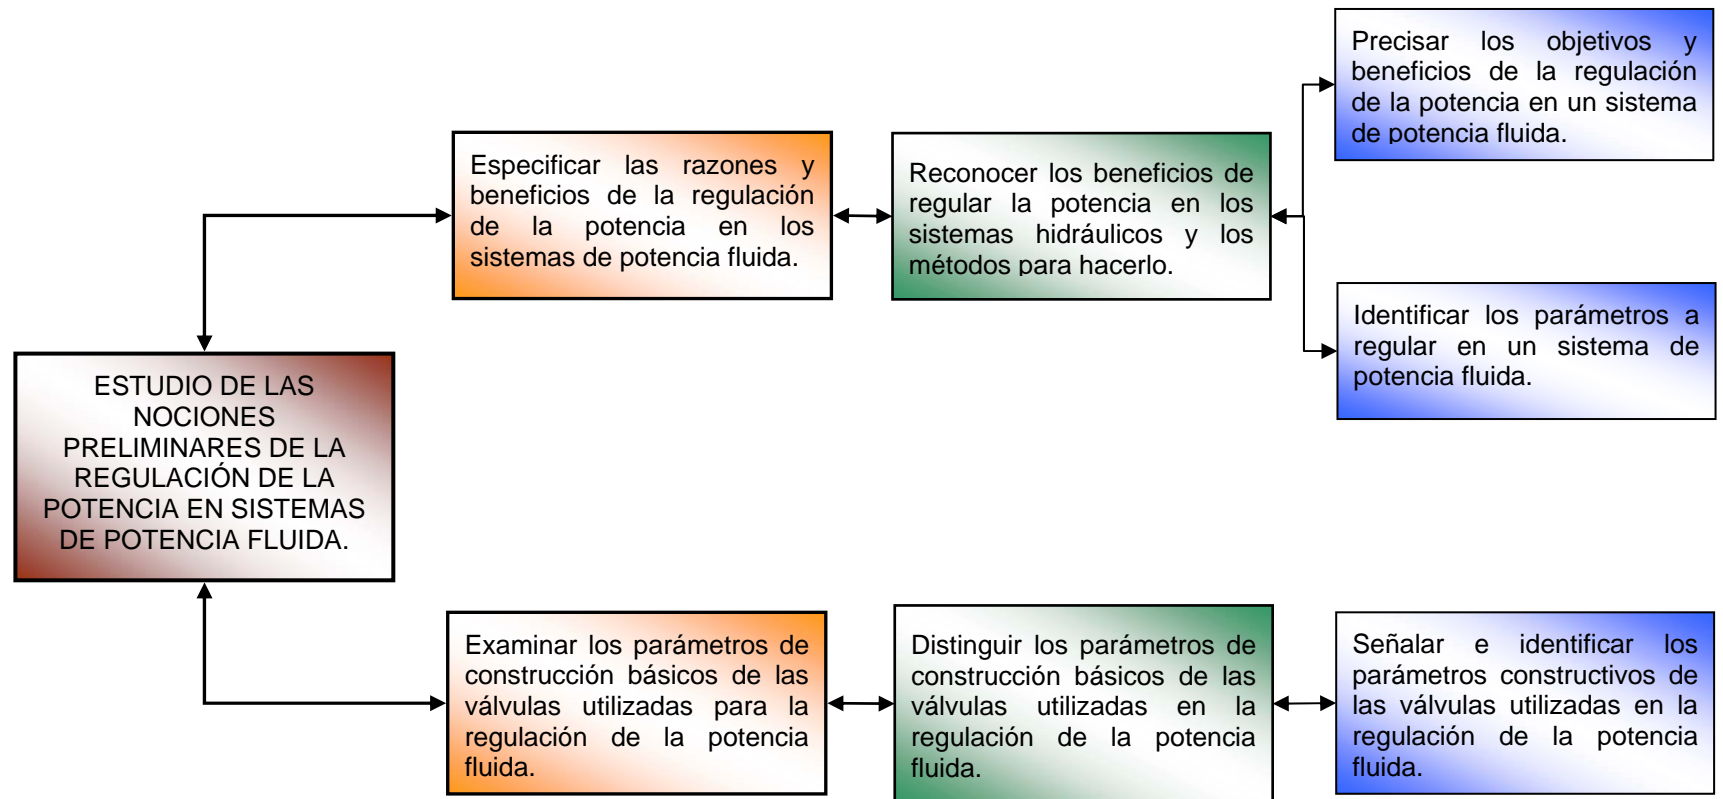 Precisar los objetivos y
beneficios de la regulación
de la potencia en un sistema
de potencia fluida.
Especificar las razones y
beneficios de la regulación
de la potencia en los
sistemas de potencia fluida.
Reconocer los beneficios de
regular la potencia en los
sistemas hidráulicos y los
métodos para hacerlo.
Identificar los parámetros a
regular en un sistema de
potencia fluida.
ESTUDIO DE LAS
NOCIONES
PRELIMINARES DE LA
REGULACIÓN DE LA
POTENCIA EN SISTEMAS
DE POTENCIA FLUIDA.
Examinar los parámetros de
construcción básicos de las
válvulas utilizadas para la
regulación de la potencia
fluida.
Distinguir los parámetros de
construcción básicos de las
válvulas utilizadas en la
regulación de la potencia
fluida.
Señalar e identificar los
parámetros constructivos de
las válvulas utilizadas en la
regulación de la potencia
fluida.